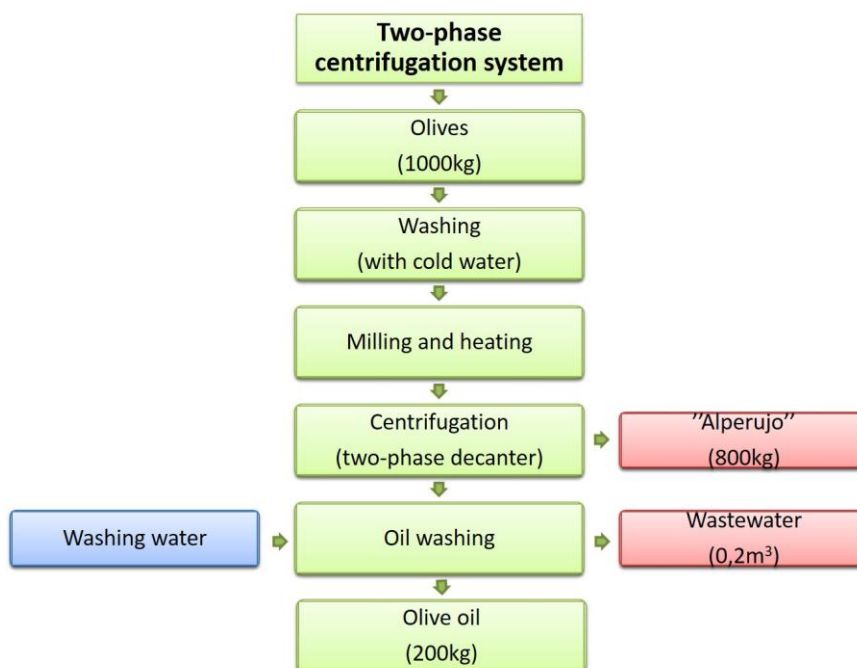 Two-phase
centrifugation system
Olives
(1000kg)
Washing
(with cold water)
Milling and heating
Centrifugation
(two-phase decanter)
”Alperujo”
(800kg)
Washing water
Oil washing
Wastewater
(0,2m³)
Olive oil
(200kg)